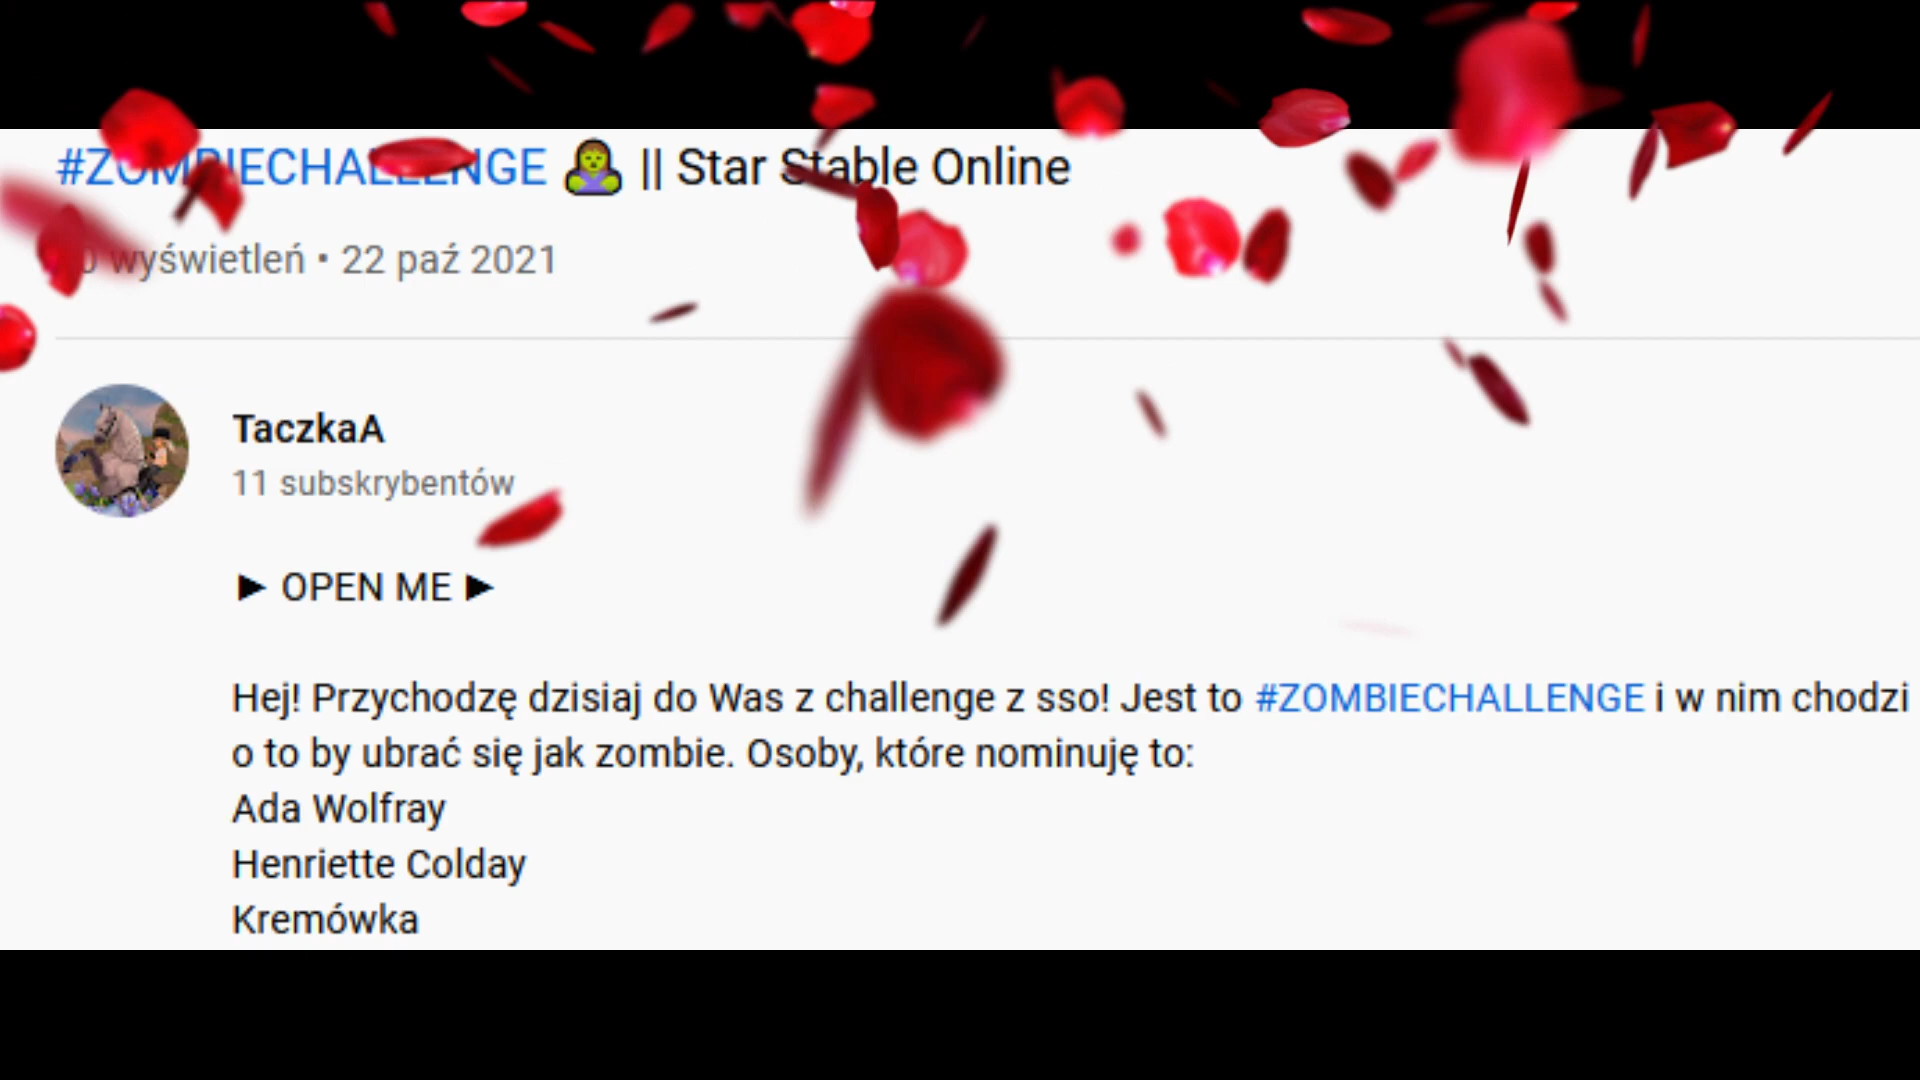 #ZOMBIECHALLENGE 🧟‍♀️ || Star Stable Online
wyświetleń • 22 paź 2021
TaczkaA
11 subskrybentów
► OPEN ME ►
Hej! Przychodzę dzisiaj do Was z challenge z sso! Jest to #ZOMBIECHALLENGE i w nim chodzi
o to by ubrać się jak zombie. Osoby, które nominuję to:
Ada Wolfray
Henriette Colday
Kremówka